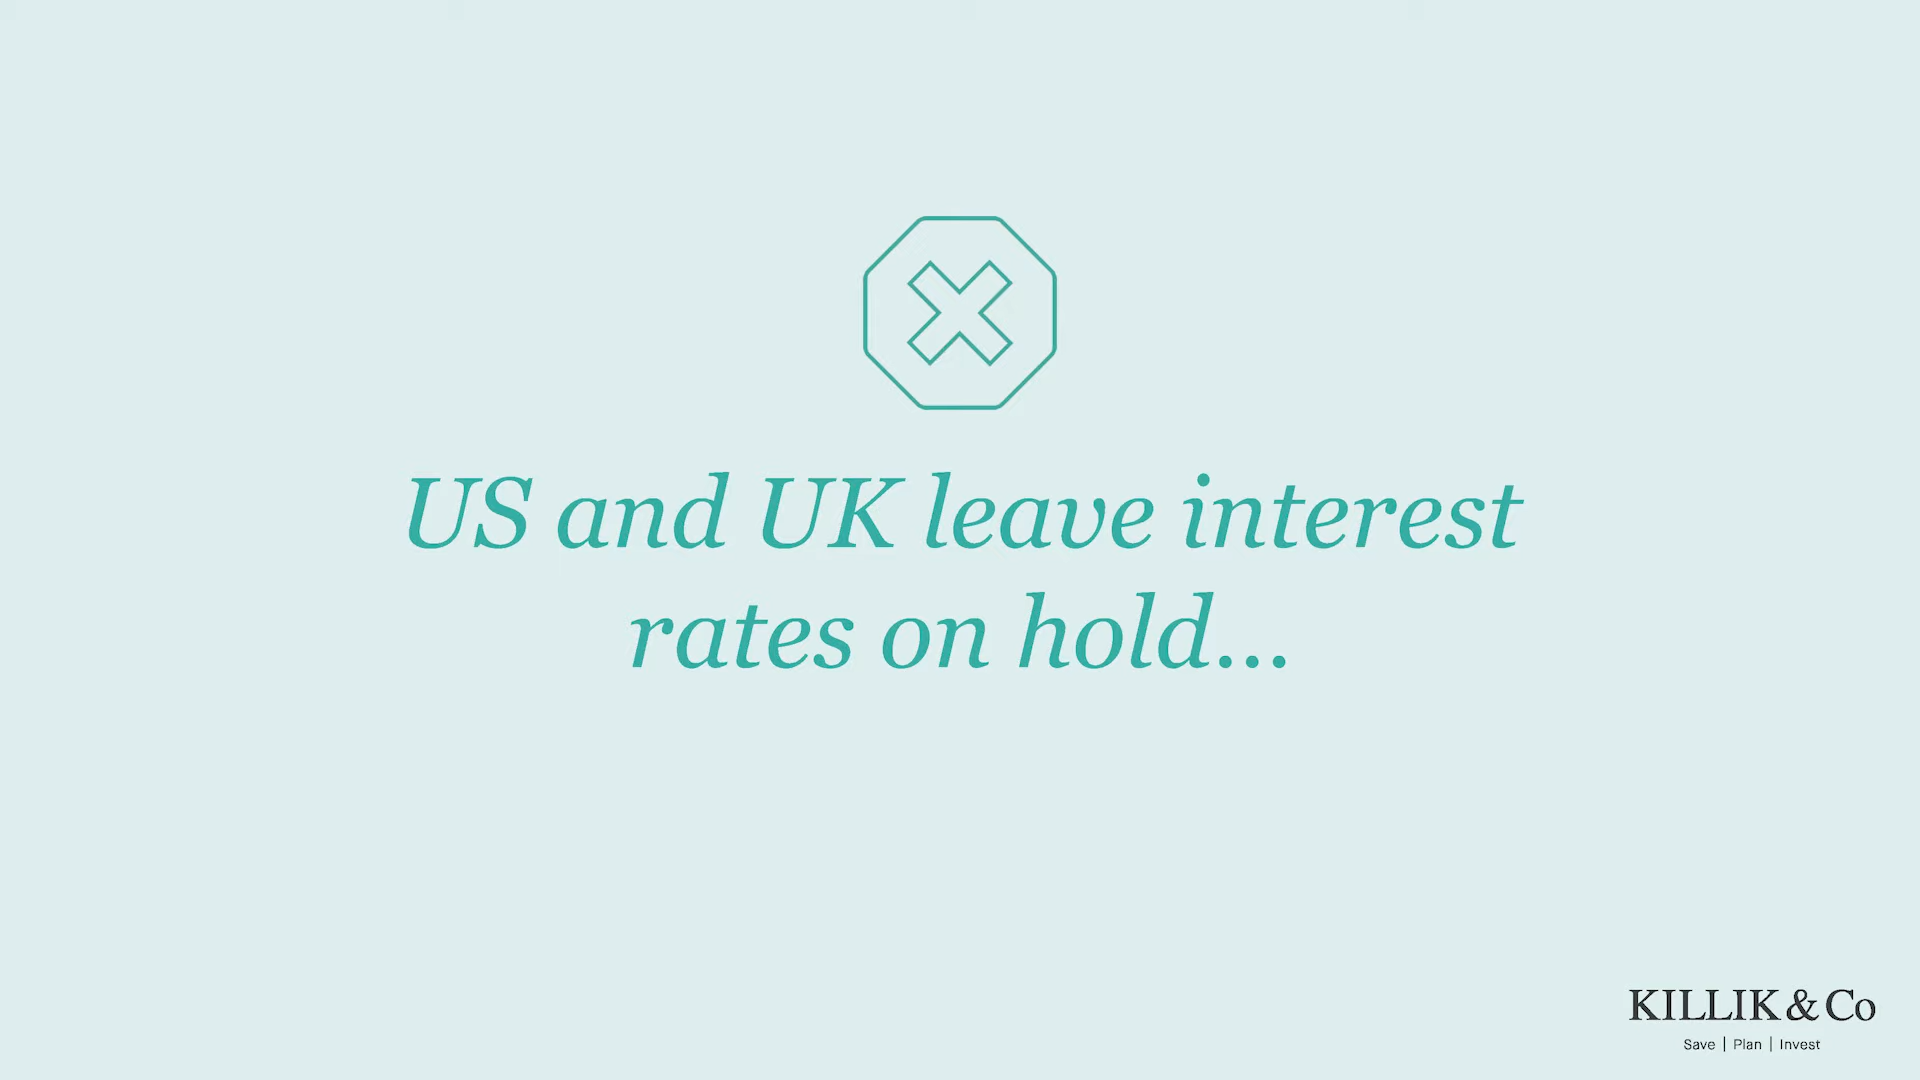 US and UK leave interest
rates on hold...
KILLIK & Co
Save | Plan | Invest